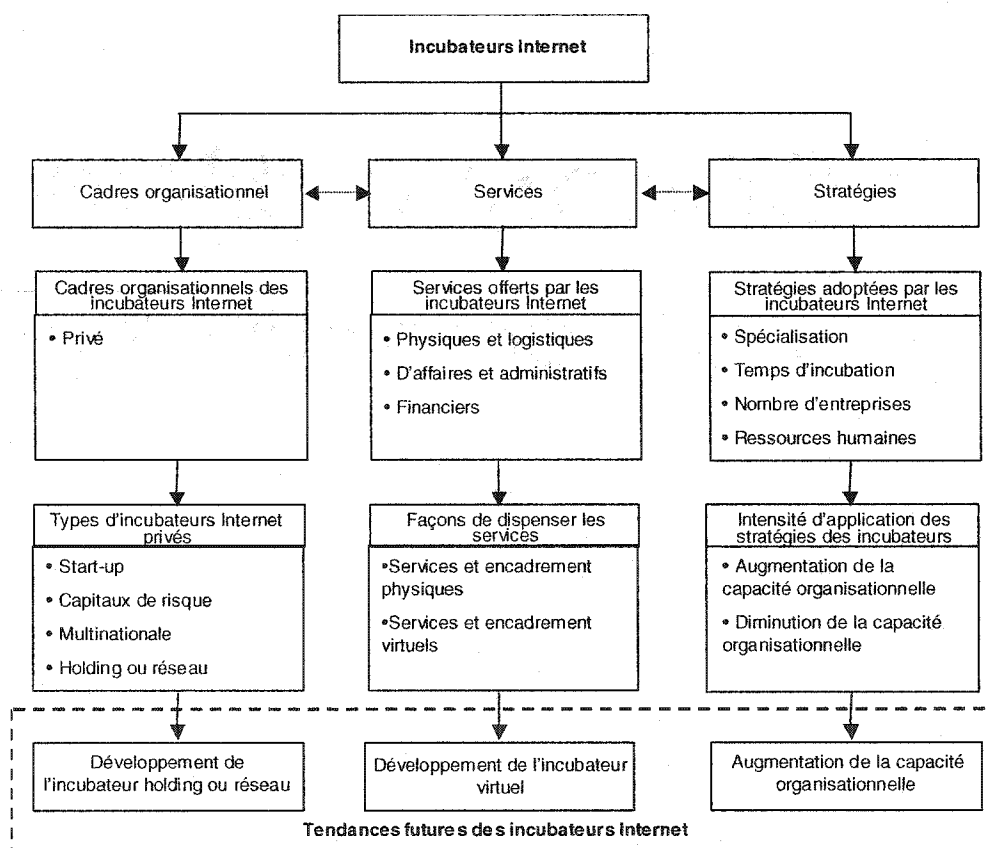 Incubateurs Internet
Cadres organisationnel
Services
Stratégies
Cadres organisationnels des
incubateurs Internet
• Privé
Services offerts par les
incubateurs Internet
• Physiques et logistiques
• D'affaires et administratifs
• Financiers
Stratégies adoptées par les
incubateurs Internet
• Spécialisation
• Temps d'incubation
• Nombre d'entreprises
• Ressources humaines
Types d'incubateurs Internet
privés
• Start-up
• Capitaux de risque
• Multinationale
• Holding ou réseau
Façons de dispenser les
services
•Services et encadrement
physiques
•Services et encadrement
virtuels
Intensité d'application des
stratégies des incubateurs
• Augmentation de la
capacité organisationnelle
• Diminution de la capacité
organisationnelle
Développement de
l'incubateur holding ou réseau
Développement de l'incubateur
virtuel
Augmentation de la capacité
organisationnelle
Tendances futures des incubateurs Internet